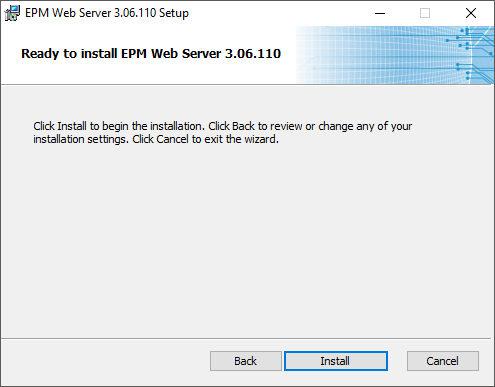 EPM Web Server 3.06.110 Setup
Ready to install EPM Web Server 3.06.110
Click Install to begin the installation. Click Back to review or change any of your
installation settings. Click Cancel to exit the wizard.
Back Install Cancel